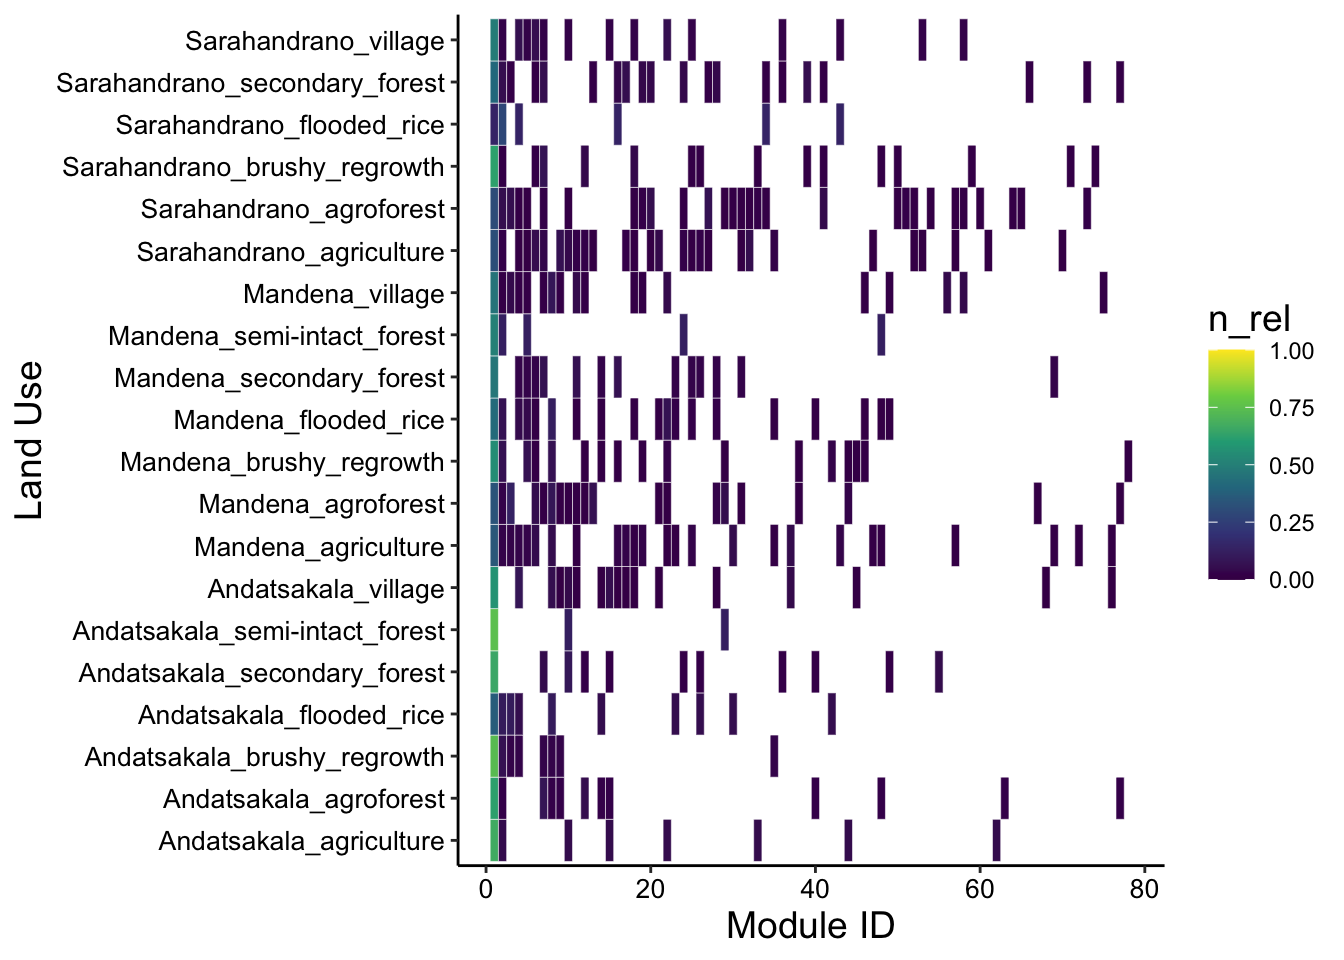 Sarahandrano_village
Sarahandrano_secondary_forest
Sarahandrano_flooded_rice
Sarahandrano_brushy_regrowth
Sarahandrano_agroforest
Sarahandrano_agriculture
Mandena_village
Mandena_semi-intact_forest
Mandena_secondary_forest
Mandena_flooded_rice
Mandena_brushy_regrowth
Mandena_agroforest
Mandena_agriculture
Andatsakala_village
Andatsakala_semi-intact_forest
Andatsakala_secondary_forest
Andatsakala_flooded_rice
Andatsakala_brushy_regrowth
Andatsakala_agroforest
Andatsakala_agriculture
Land Use
0 20 40 60 80
Module ID
n_rel
1.00
0.75
0.50
0.25
0.00